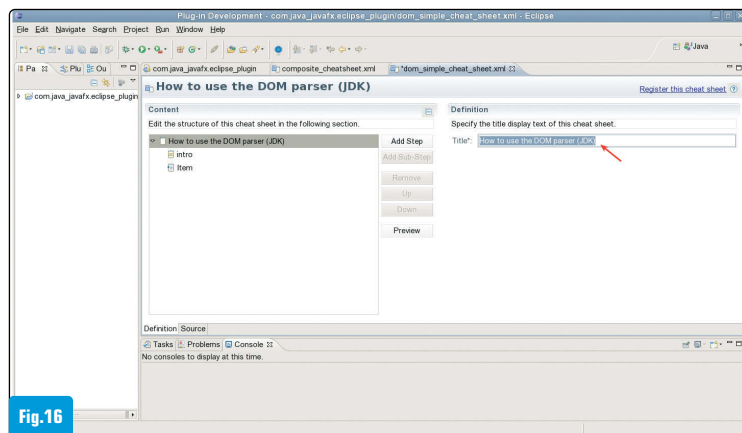 Plug-in Development - com.java_javafx.eclipse_plugin/dom_simple_cheat_sheet.xml - Eclipse
File Edit Navigate Search Project Run Window Help
Java
Pa Plu Ou
com.java_javafx.eclipse_plugin composite_cheatsheet.xml *dom_simple_cheat_sheet.xml
com.java_javafx.eclipse_plugin
How to use the DOM parser (JDK)
Register this cheat sheet
Content
Definition
Edit the structure of this cheat sheet in the following section.
Specify the title display text of this cheat sheet.
How to use the DOM parser (JDK)
Add Step
Title*: How to use the DOM parser (JDK)
intro
Add Sub-Step
Item
Remove
Up
Down
Preview
Definition Source
Tasks Problems Console
No consoles to display at this time.
Fig.16